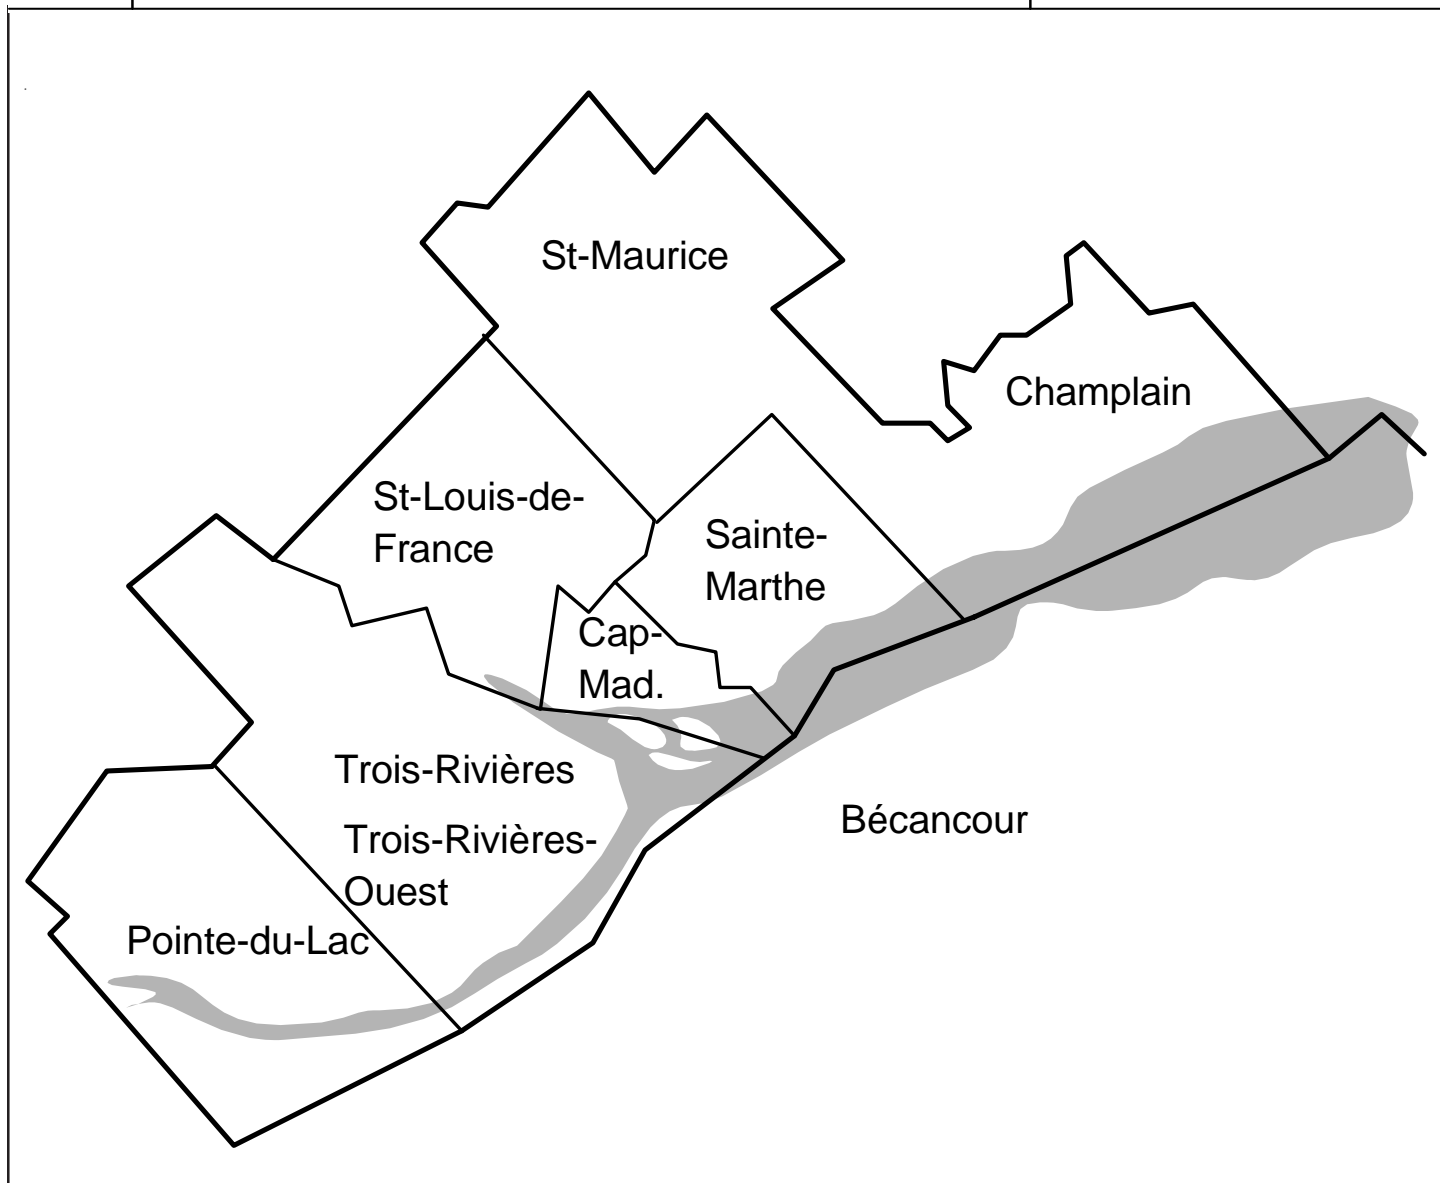 St-Maurice
Champlain
St-Louis-de-
France
Sainte-
Marthe
Cap-
Mad.
Trois-Rivières
Bécancour
Trois-Rivières-
Ouest
Pointe-du-Lac